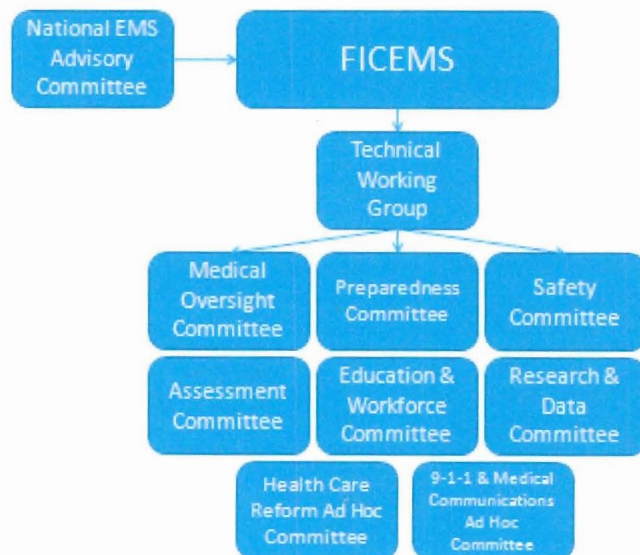 National EMS
Advisory
Committee
FICEMS
Technical
Working
Group
Medical
Oversight
Committee
Preparedness
Committee
Safety
Committee
Assessment
Committee
Education &
Workforce
Committee
Research &
Data
Committee
Health Care
Reform Ad Hoc
Committee
9-1-1 & Medical
Communications
Ad Hoc
Committee